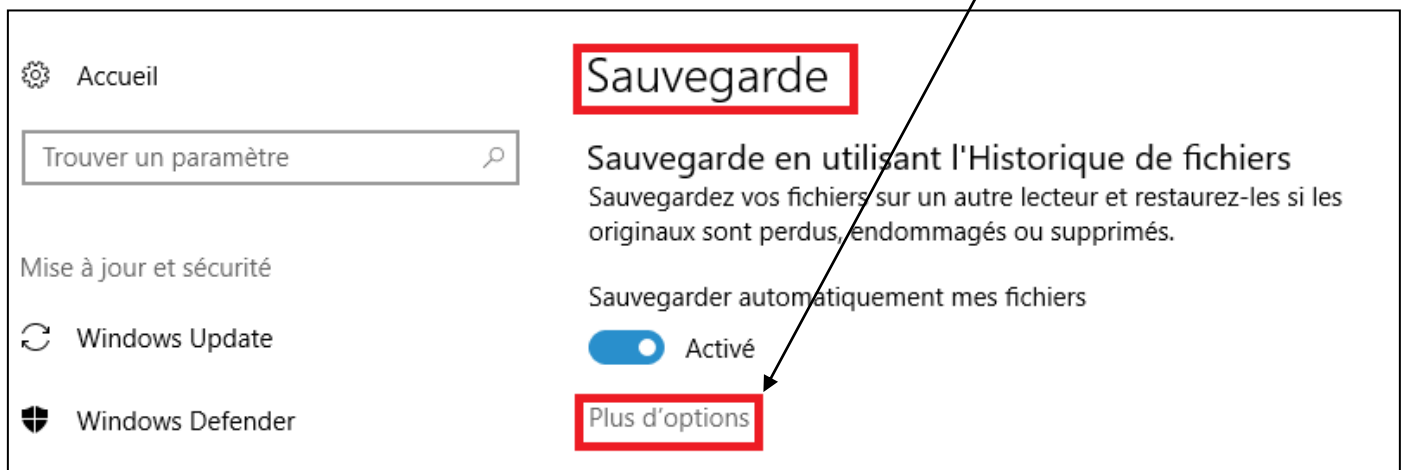 Accueil
Trouver un paramètre
Mise à jour et sécurité
Windows Update
Windows Defender
Sauvegarde
Sauvegarde en utilisant l'Historique de fichiers
Sauvegardez vos fichiers sur un autre lecteur et restaurez-les si les
originaux sont perdus, endommagés ou supprimés.
Sauvegarder automatiquement mes fichiers
Activé
Plus d’options